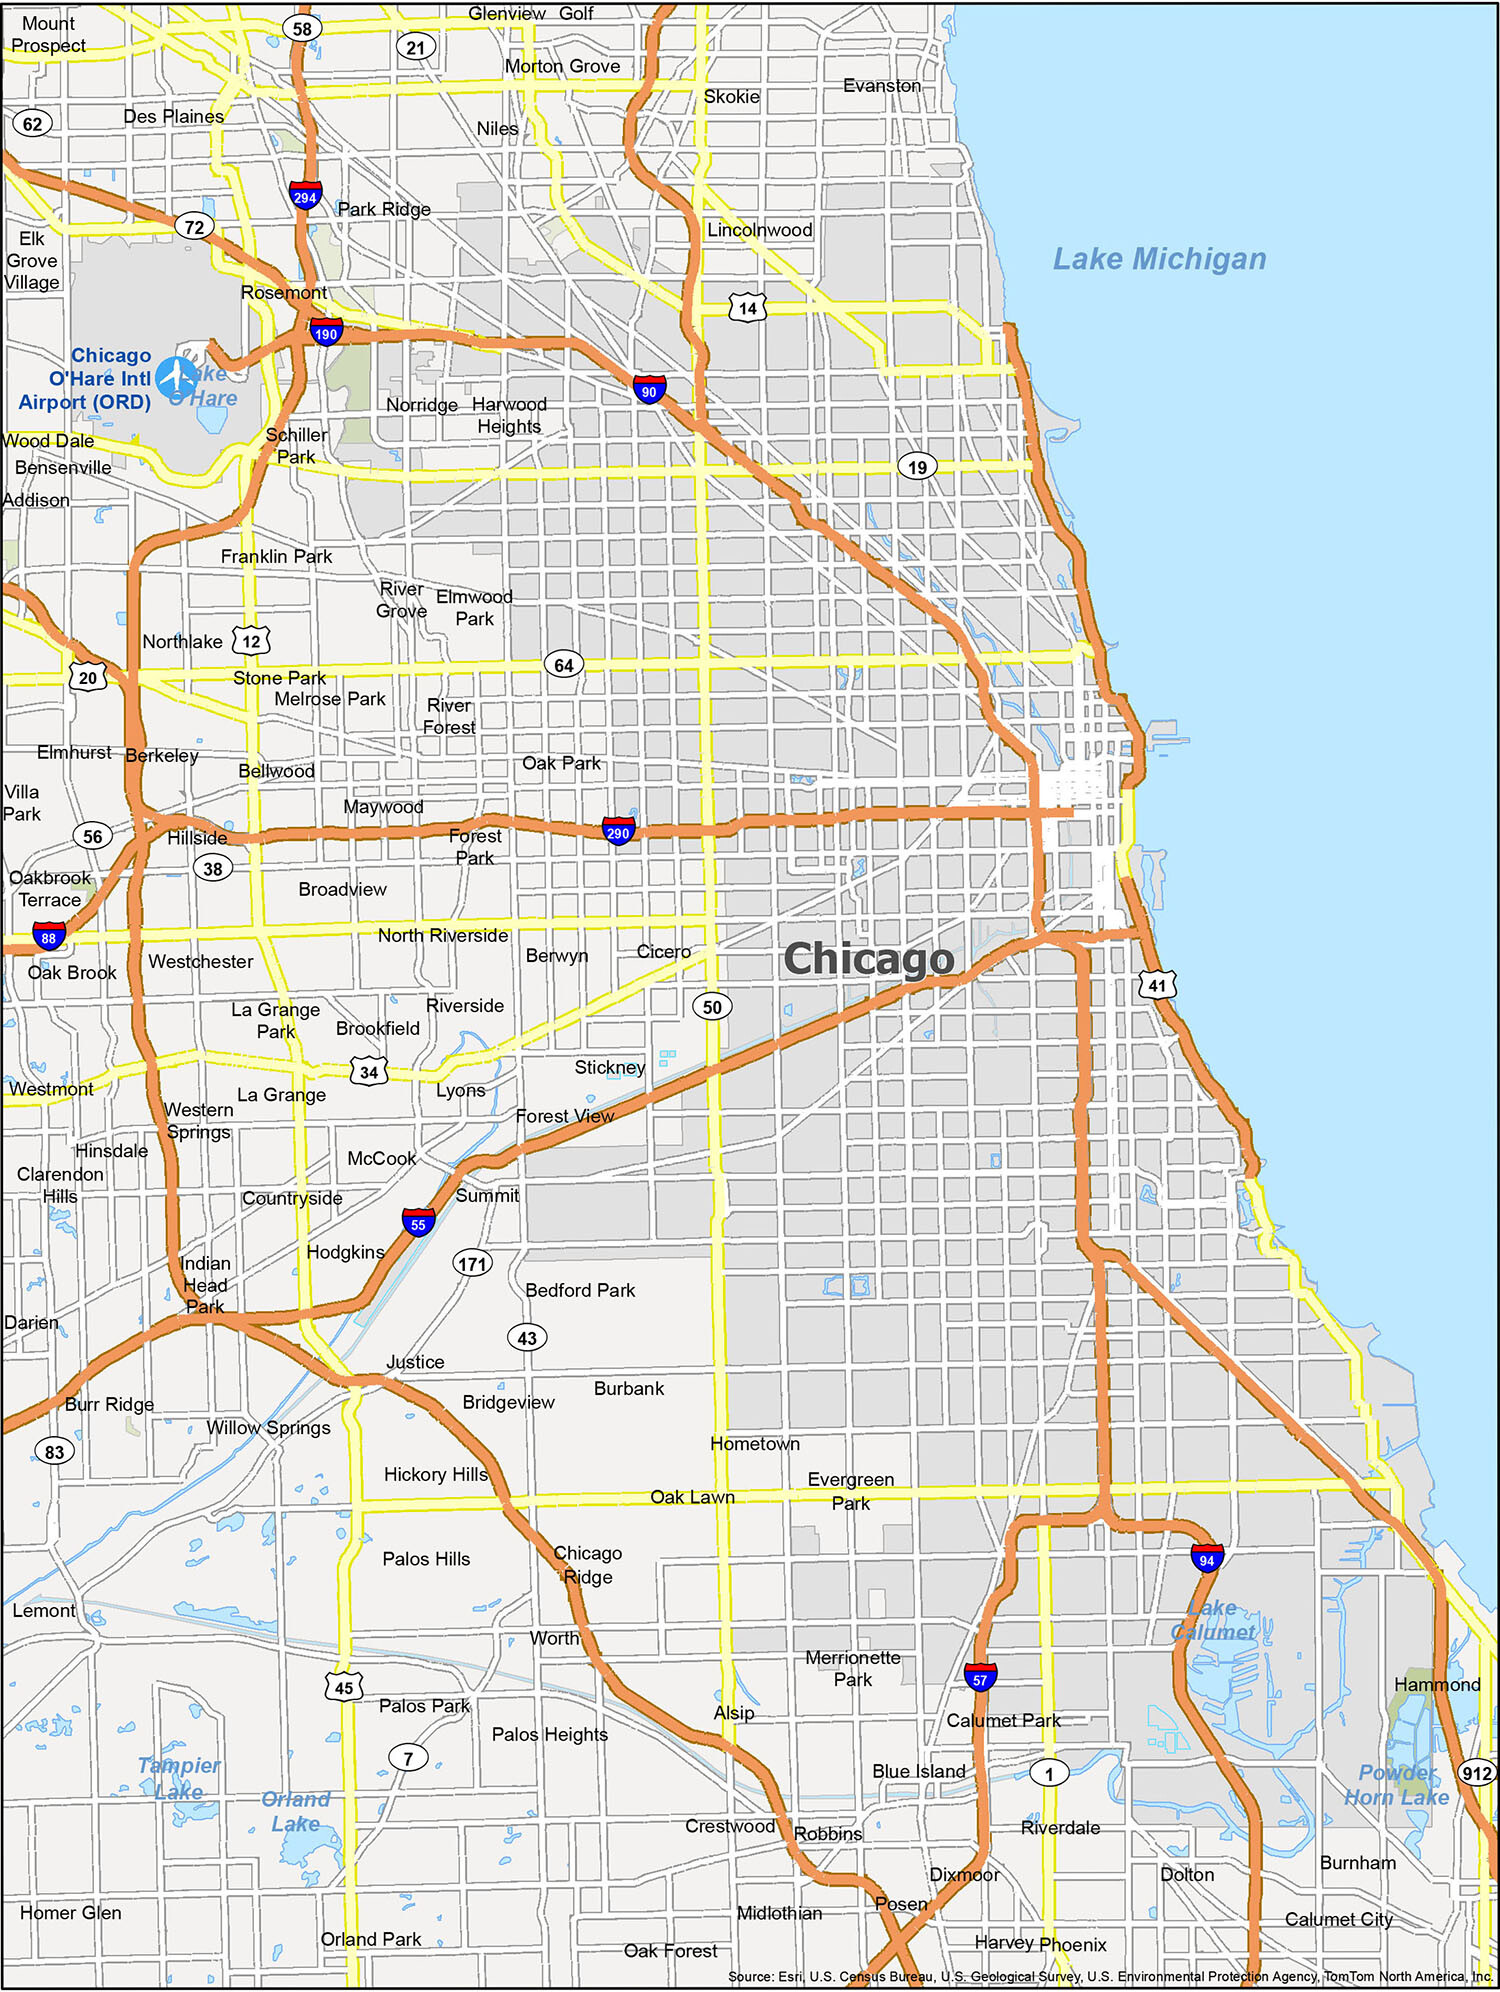 Glenview Golf
Mount
Prospect
58
21
Morton Grove
Evanston
Skokie
Des Plaines
62
Niles
294
Park Ridge
72
Lincolnwood
Elk
Grove
Village
Lake Michigan
Rosemont
14
190
Chicago
O'Hare Intl
Airport (ORD)
Lake
O'Hare
90
Norridge
Harwood
Heights
Wood Dale
Schiller
Park
Bensenville
19
Addison
Franklin Park
River
Grove
Elmwood
Park
Northlake
12
64
20
Stone Park
Melrose Park
River
Forest
Elmhurst
Berkeley
Oak Park
Bellwood
Villa
Park
Maywood
56
Hillside
290
Forest
Park
38
Oakbrook
Terrace
Broadview
88
North Riverside
Cicero
Berwyn
Chicago
Oak Brook
Westchester
41
La Grange
Park
Riverside
50
Brookfield
34
Stickney
Westmont
La Grange
Lyons
Western
Springs
Forest View
Hinsdale
McCook
Clarendon
Hills
Countryside
Summit
55
Hodgkins
171
Indian
Head
Park
Bedford Park
Darien
43
Justice
Burbank
Burr Ridge
Bridgeview
Willow Springs
83
Hometown
Hickory Hills
Evergreen
Park
Oak Lawn
Palos Hills
Chicago
Ridge
94
Lemont
Lake
Calumet
Worth
Merrionette
Park
57
45
Hammond
Palos Park
Alsip
Calumet Park
Palos Heights
7
Tampier
Lake
Blue Island
1
Powder
Horn Lake
912
Orland
Lake
Crestwood
Robbins
Riverdale
Burnham
Dixmoor
Dolton
Posen
Homer Glen
Midlothian
Calumet City
Orland Park
Oak Forest
Harvey
Phoenix
Source: Esri, U.S. Census Bureau, U.S. Geological Survey, U.S. Environmental Protection Agency, TomTom North America, Inc.